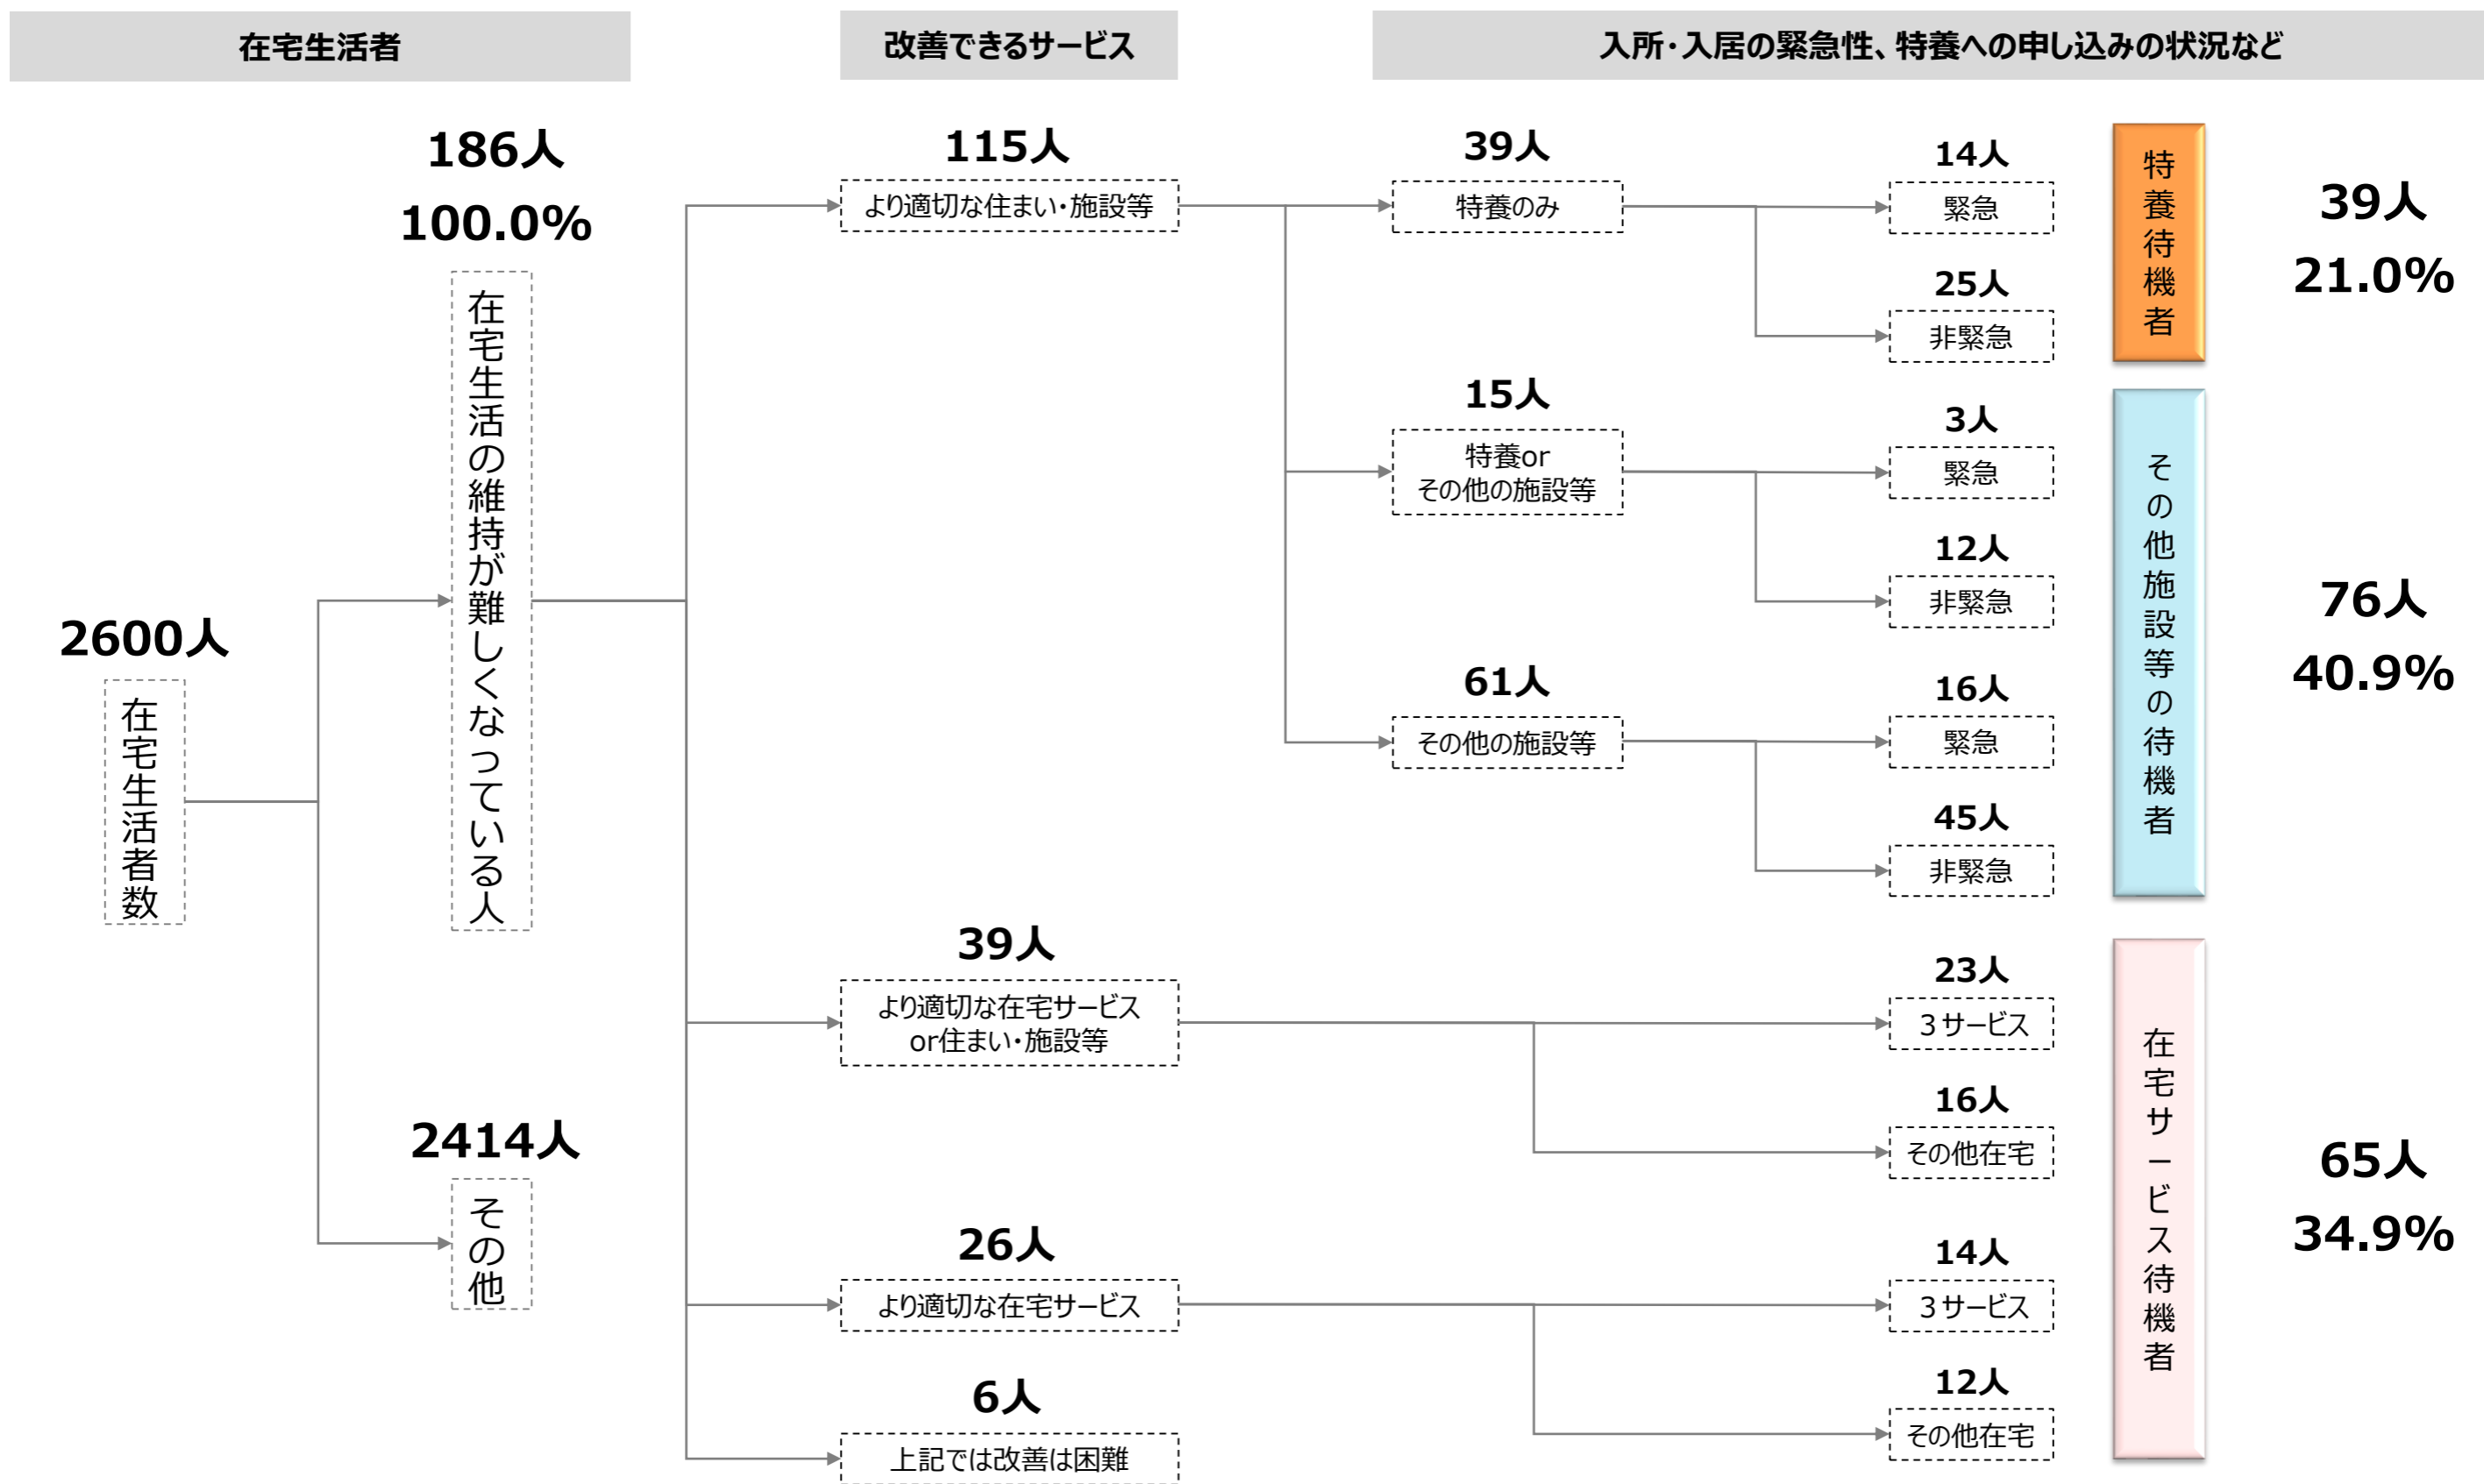 在宅生活者
改善できるサービス
入所・入居の緊急性、特養への申し込みの状況など
2600人
在宅生活者数
186人
100.0%
在宅生活の維持が難しくなっている人
2414人
その他
115人
より適切な住まい・施設等
39人
より適切な在宅サービス
or住まい・施設等
26人
より適切な在宅サービス
6人
上記では改善は困難
39人
特養のみ
15人
特養or
その他の施設等
61人
その他の施設等
14人
緊急
25人
非緊急
3人
緊急
12人
非緊急
16人
緊急
45人
非緊急
23人
３サービス
16人
その他在宅
14人
３サービス
12人
その他在宅
特養待機者
39人
21.0%
その他施設等の待機者
76人
40.9%
在宅サービス待機者
65人
34.9%